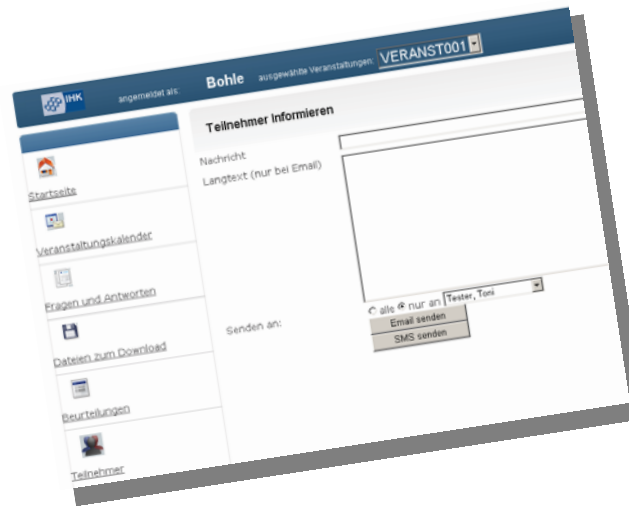 IHK
angemeldet als: Bohle ausgewählte Veranstaltungen: VERANST001
Startseite
Veranstaltungskalender
Fragen und Antworten
Dateien zum Download
Beurteilungen
Teilnehmer
Teilnehmer Informieren
Nachricht
Langtext (nur bei Email)
Senden an:
alle nur an Tester, Toni
Email senden
SMS senden